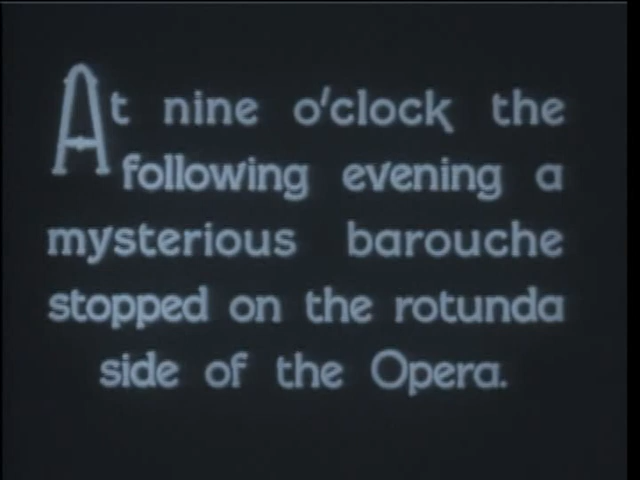 At nine o'clock the
following evening a
mysterious barouche
stopped on the rotunda
side of the Opera.